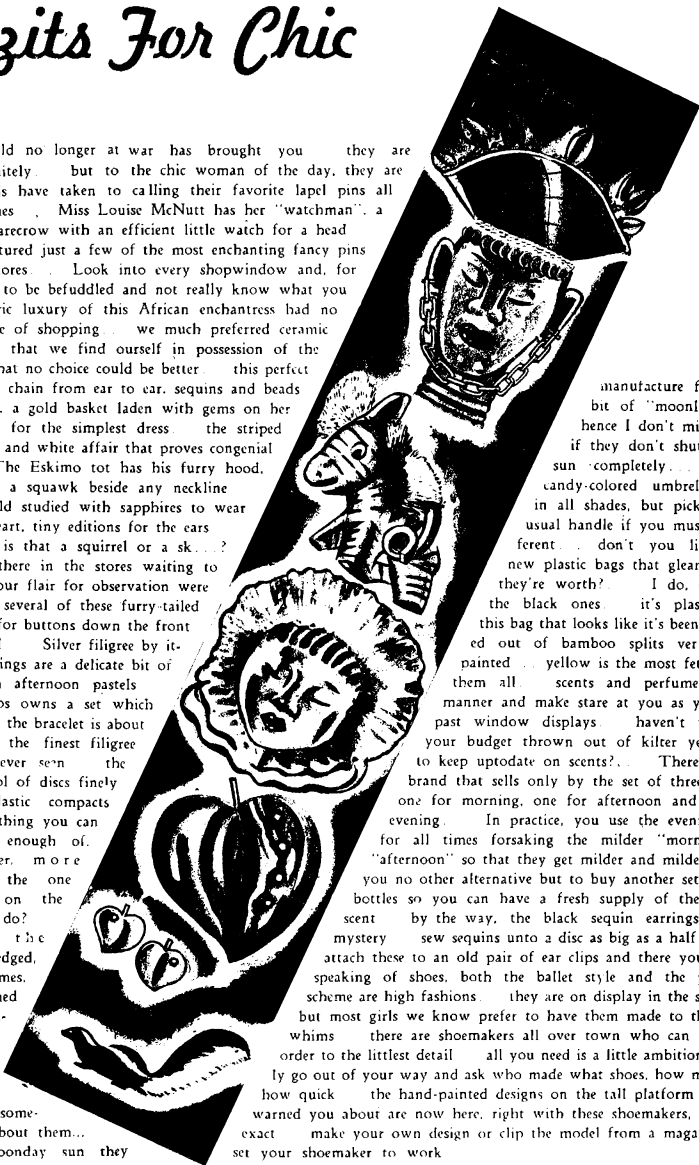 zits For Chic
ld no longer at war has brought you they are
itely but to the chic woman of the day, they are
s have taken to calling their favorite lapel pins all
es , Miss Louise McNutt has her "watchman". a
arecrow with an efficient little watch for a head
tured just a few of the most enchanting fancy pins
ores . . Look into every shopwindow and, for
to be befuddled and not really know what you
ric luxury of this African enchantress had no
e of shopping . . we much preferred ceramic
that we find ourself in possession of the
hat no choice could be better this perfect
chain from ear to ear. sequins and beads
. a gold basket laden with gems on her
for the simplest dress the striped
and white affair that proves congenial
The Eskimo tot has his furry hood,
a squawk beside any neckline
ld studied with sapphires to wear
eart, tiny editions for the ears
is that a squirrel or a sk. . . ?
there in the stores waiting to
our flair for observation were
several of these furry-tailed
for buttons down the front
Silver filigree by it-
ings are a delicate bit of
afternoon pastels
os owns a set which
the bracelet is about
the finest filigree
ever seen the
ol of discs finely
lastic compacts
thing you can
enough of.
er, more
the one
on the
do?
the
edged,
mes.
ned
-
some-
bout them...
oonday sun they
manufacture f
bit of "moonl
hence I don't mi
if they don't shu
sun completely. . .
candy-colored umbrel
in all shades, but pick
usual handle if you mus
ferent . . don't you li
new plastic bags that glean
they're worth? I do,
the black ones it's plas
this bag that looks like it's been
ed out of bamboo splits ver
painted . . yellow is the most fet
them all. scents and perfume
manner and make stare at you as y
past window displays haven't
your budget thrown out of kilter ye
to keep uptodate on scents?. . There
brand that sells only by the set of three
one for morning, one for afternoon and
evening. In practice, you use the eveni
for all times forsaking the milder "morn
"afternoon" so that they get milder and milde
you no other alternative but to buy another set
bottles so you can have a fresh supply of the
scent by the way, the black sequin earrings
mystery sew sequins unto a disc as big as a half
attach these to an old pair of ear clips and there you
speaking of shoes, both the ballet style and the
scheme are high fashions they are on display in the s
but most girls we know prefer to have them made to th
whims there are shoemakers all over town who can
order to the littlest detail all you need is a little ambition
ly go out of your way and ask who made what shoes, how m
how quick the hand-painted designs on the tall platform
warned you about are now here, right with these shoemakers,
exact make your own design or clip the model from a maga
set your shoemaker to work